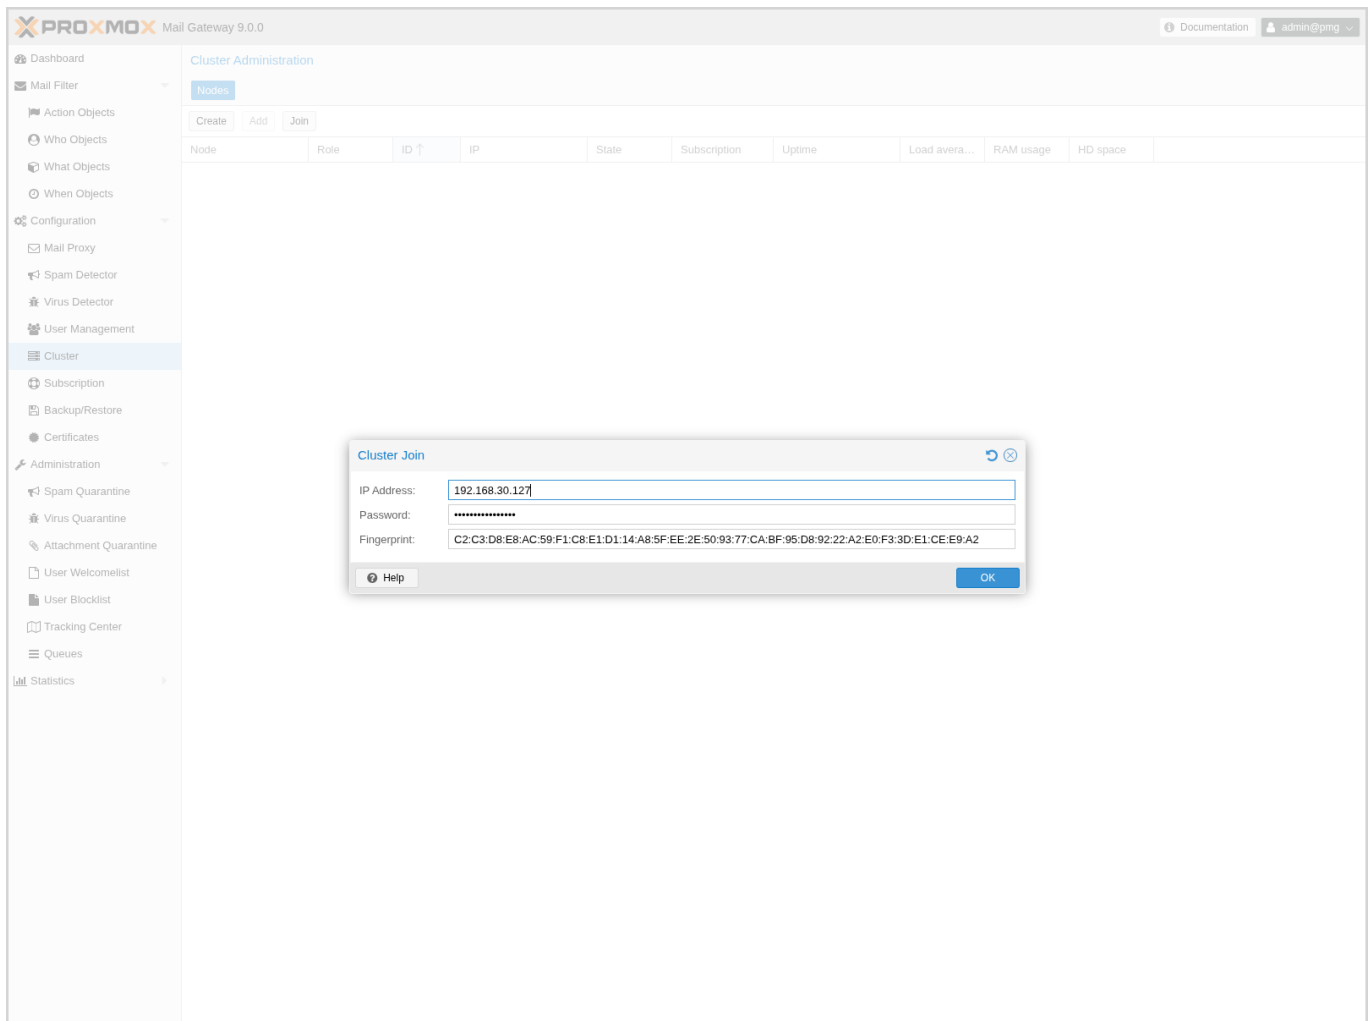 PROXMOX Mail Gateway 9.0.0 Documentation admin@pmg
Dashboard
Mail Filter
Action Objects
Who Objects
What Objects
When Objects
Configuration
Mail Proxy
Spam Detector
Virus Detector
User Management
Cluster
Subscription
Backup/Restore
Certificates
Administration
Spam Quarantine
Virus Quarantine
Attachment Quarantine
User Welcomelist
User Blocklist
Tracking Center
Queues
Statistics
Cluster Administration
Nodes
Create Add Join
Node Role ID IP State Subscription Uptime Load avera... RAM usage HD space
Cluster Join
IP Address: 192.168.30.127
Password: ••••••••••••••••
Fingerprint: C2:C3:D8:E8:AC:59:F1:C8:E1:D1:14:A8:5F:EE:2E:50:93:77:CA:BF:95:D8:92:22:A2:E0:F3:3D:E1:CE:E9:A2
Help OK